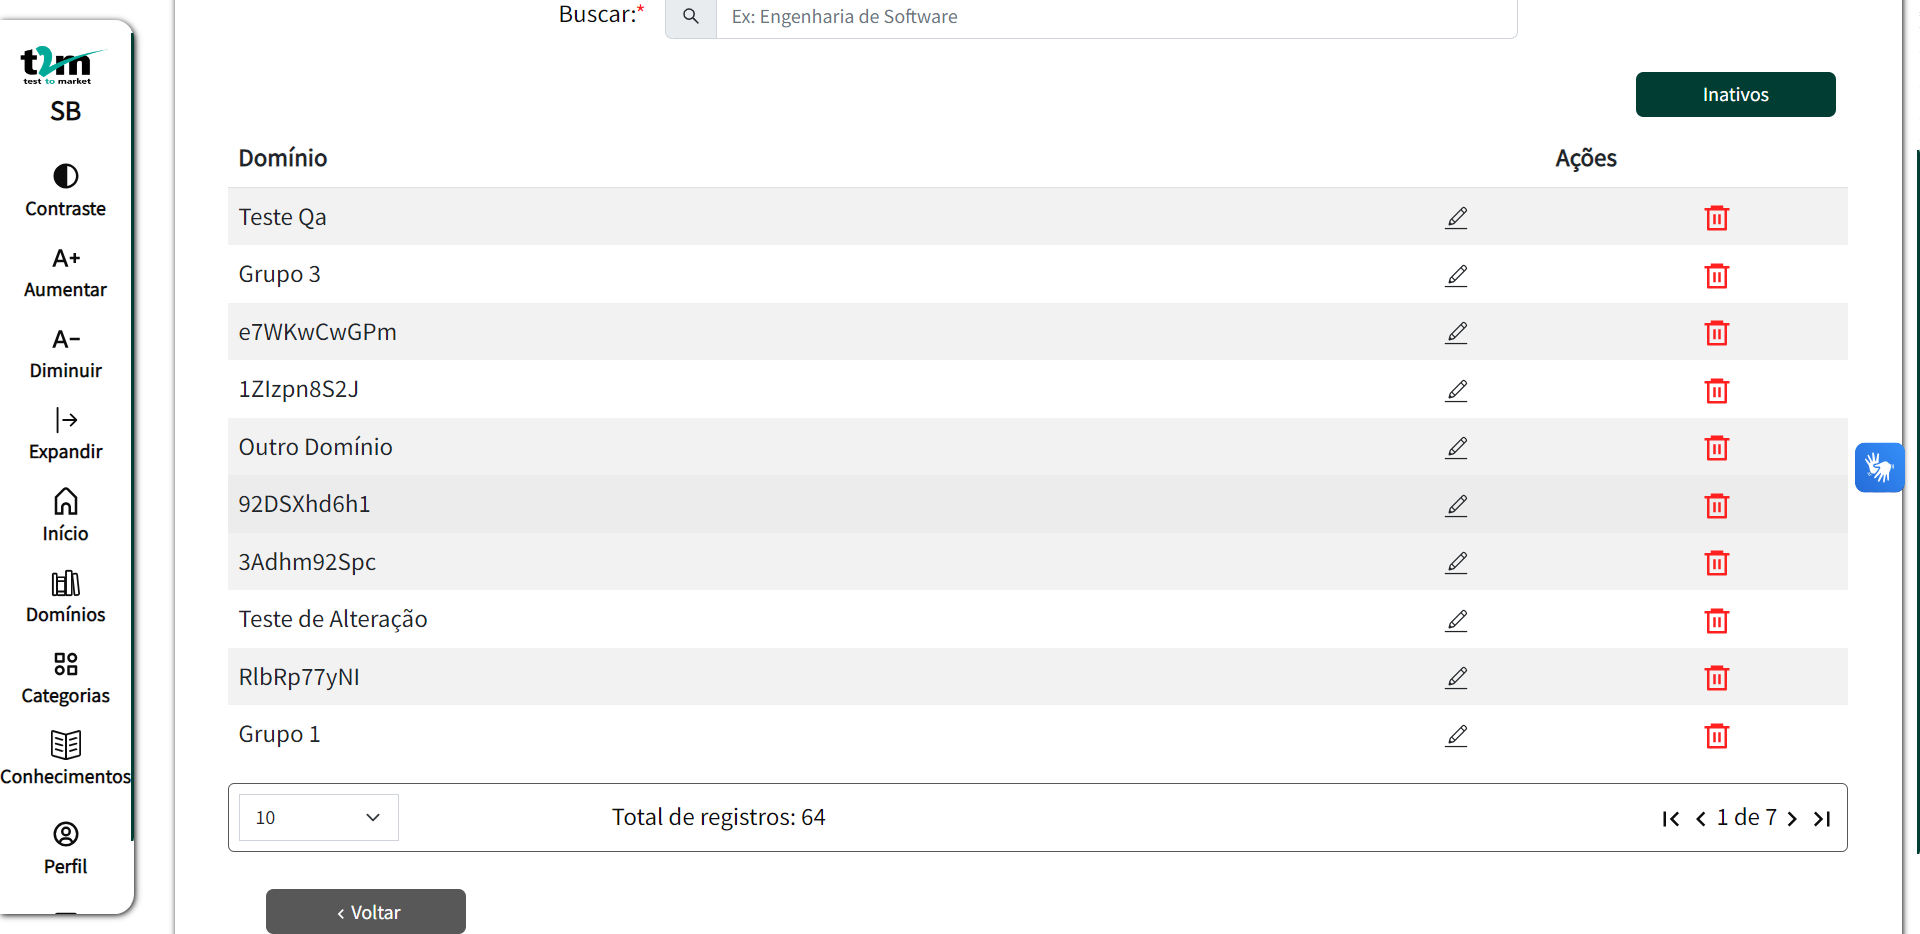 t2m
test to market
SB
Contraste
A+
Aumentar
A-
Diminuir
Expandir
Início
Domínios
Categorias
Conhecimentos
Perfil
Buscar:*
Ex: Engenharia de Software
Inativos
Domínio Ações
Teste Qa
Grupo 3
e7WKwCwGPm
1ZIzpn8S2J
Outro Domínio
92DSXhd6h1
3Adhm92Spc
Teste de Alteração
RlbRp77yNI
Grupo 1
10 Total de registros: 64 1 de 7
‹ Voltar